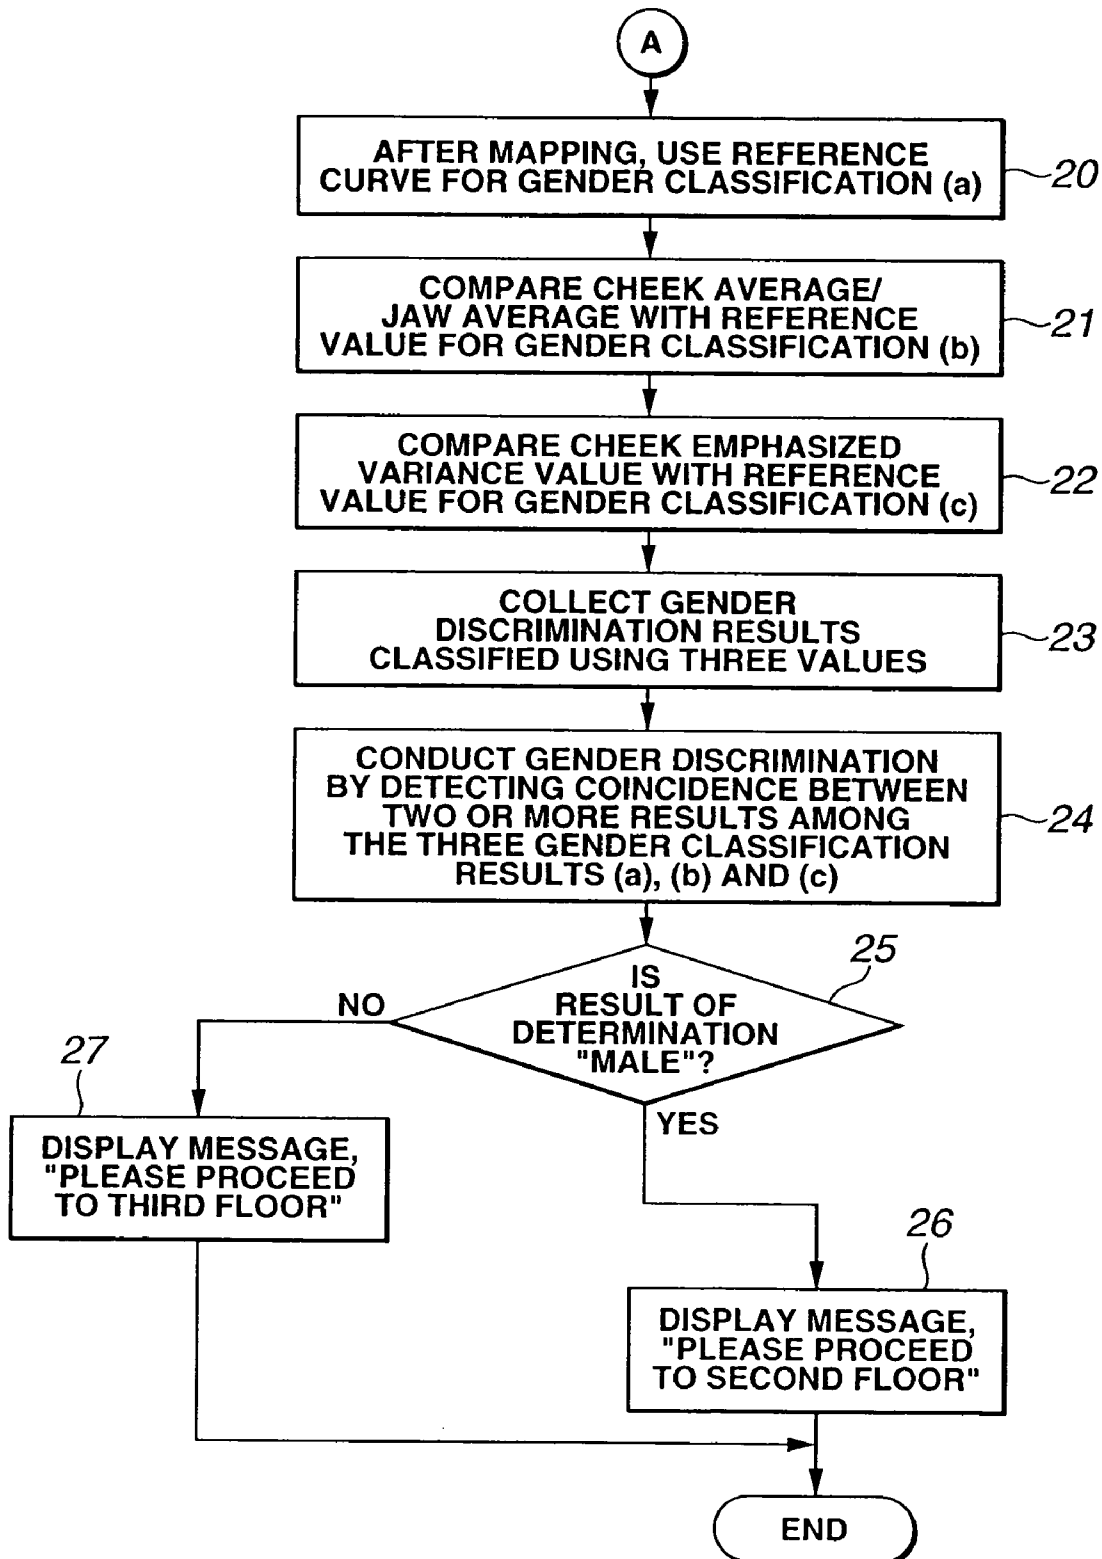 A
AFTER MAPPING, USE REFERENCE
CURVE FOR GENDER CLASSIFICATION (a)
20
COMPARE CHEEK AVERAGE/
JAW AVERAGE WITH REFERENCE
VALUE FOR GENDER CLASSIFICATION (b)
21
COMPARE CHEEK EMPHASIZED
VARIANCE VALUE WITH REFERENCE
VALUE FOR GENDER CLASSIFICATION (c)
22
COLLECT GENDER
DISCRIMINATION RESULTS
CLASSIFIED USING THREE VALUES
23
CONDUCT GENDER DISCRIMINATION
BY DETECTING COINCIDENCE BETWEEN
TWO OR MORE RESULTS AMONG
THE THREE GENDER CLASSIFICATION
RESULTS (a), (b) AND (c)
24
25
IS
RESULT OF
DETERMINATION
"MALE"?
NO
YES
27
DISPLAY MESSAGE,
"PLEASE PROCEED
TO THIRD FLOOR"
26
DISPLAY MESSAGE,
"PLEASE PROCEED
TO SECOND FLOOR"
END